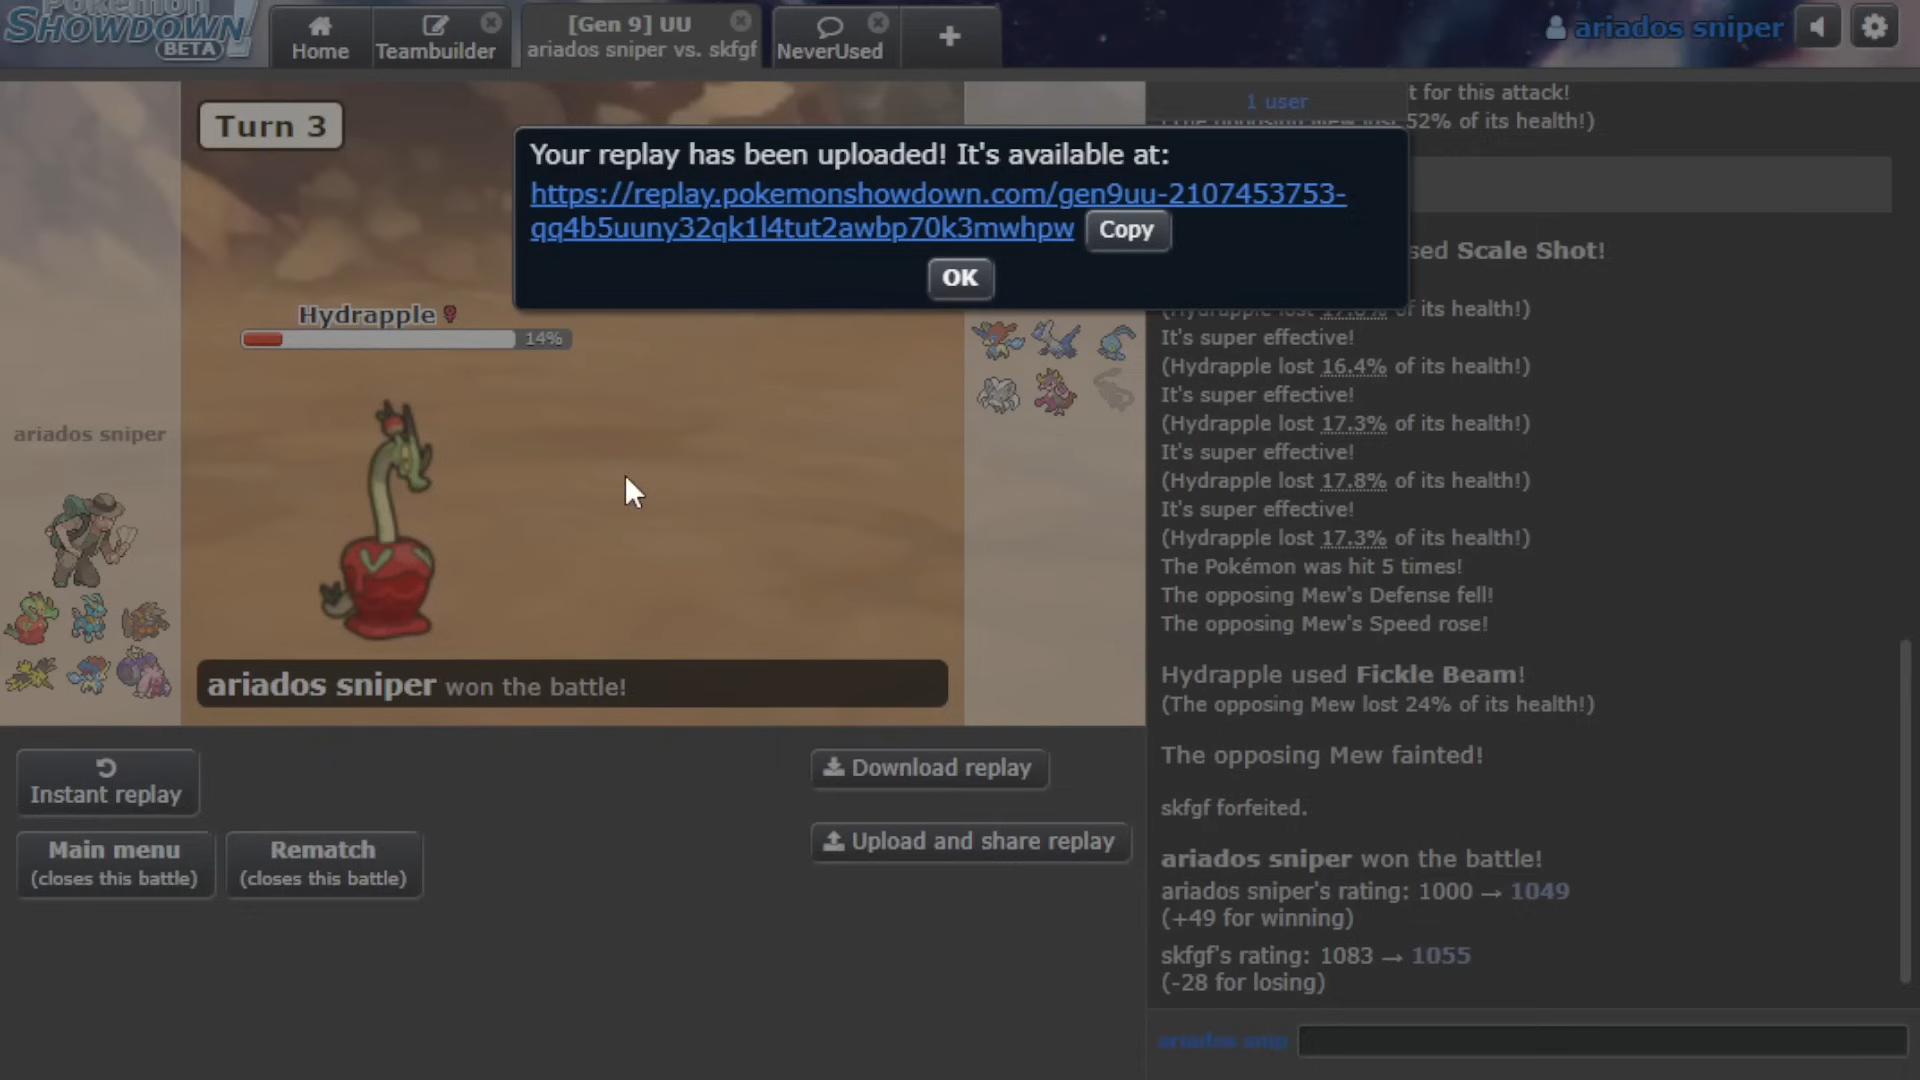 Pokémon
SHOWDOWN!
BETA
Home
Teambuilder
[Gen 9] UU
ariados sniper vs. skfgf
NeverUsed
+
ariados sniper
Turn 3
1 user
t for this attack!
52% of its health!)
Your replay has been uploaded! It's available at:
https://replay.pokemonshowdown.com/gen9uu-2107453753-
qq4b5uuny32qk1l4tut2awbp70k3mwhpw
Copy
OK
sed Scale Shot!
of its health!)
It's super effective!
(Hydrapple lost 16.4% of its health!)
It's super effective!
(Hydrapple lost 17.3% of its health!)
It's super effective!
(Hydrapple lost 17.8% of its health!)
It's super effective!
(Hydrapple lost 17.3% of its health!)
The Pokémon was hit 5 times!
The opposing Mew's Defense fell!
The opposing Mew's Speed rose!
Hydrapple used Fickle Beam!
(The opposing Mew lost 24% of its health!)
The opposing Mew fainted!
skfgf forfeited.
ariados sniper won the battle!
ariados sniper's rating: 1000 → 1049
(+49 for winning)
skfgf's rating: 1083 → 1055
(-28 for losing)
ariados snip
Hydrapple
14%
ariados sniper
ariados sniper won the battle!
Instant replay
Download replay
Upload and share replay
Main menu
(closes this battle)
Rematch
(closes this battle)